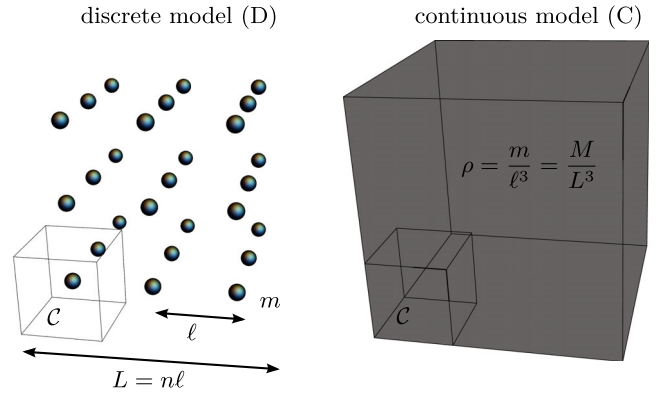 discrete model (D)
continuous model (C)
ρ = m/ℓ³ = M/L³
𝒞
m
ℓ
L = nℓ
𝒞